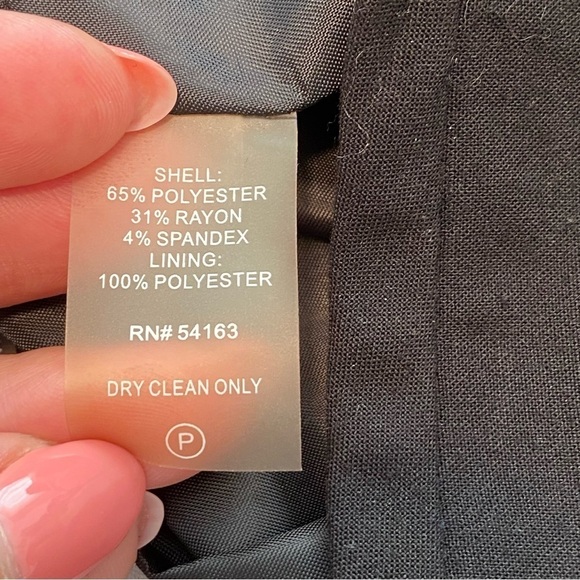 SHELL:
65% POLYESTER
31% RAYON
4% SPANDEX
LINING:
100% POLYESTER
RN# 54163
DRY CLEAN ONLY
P